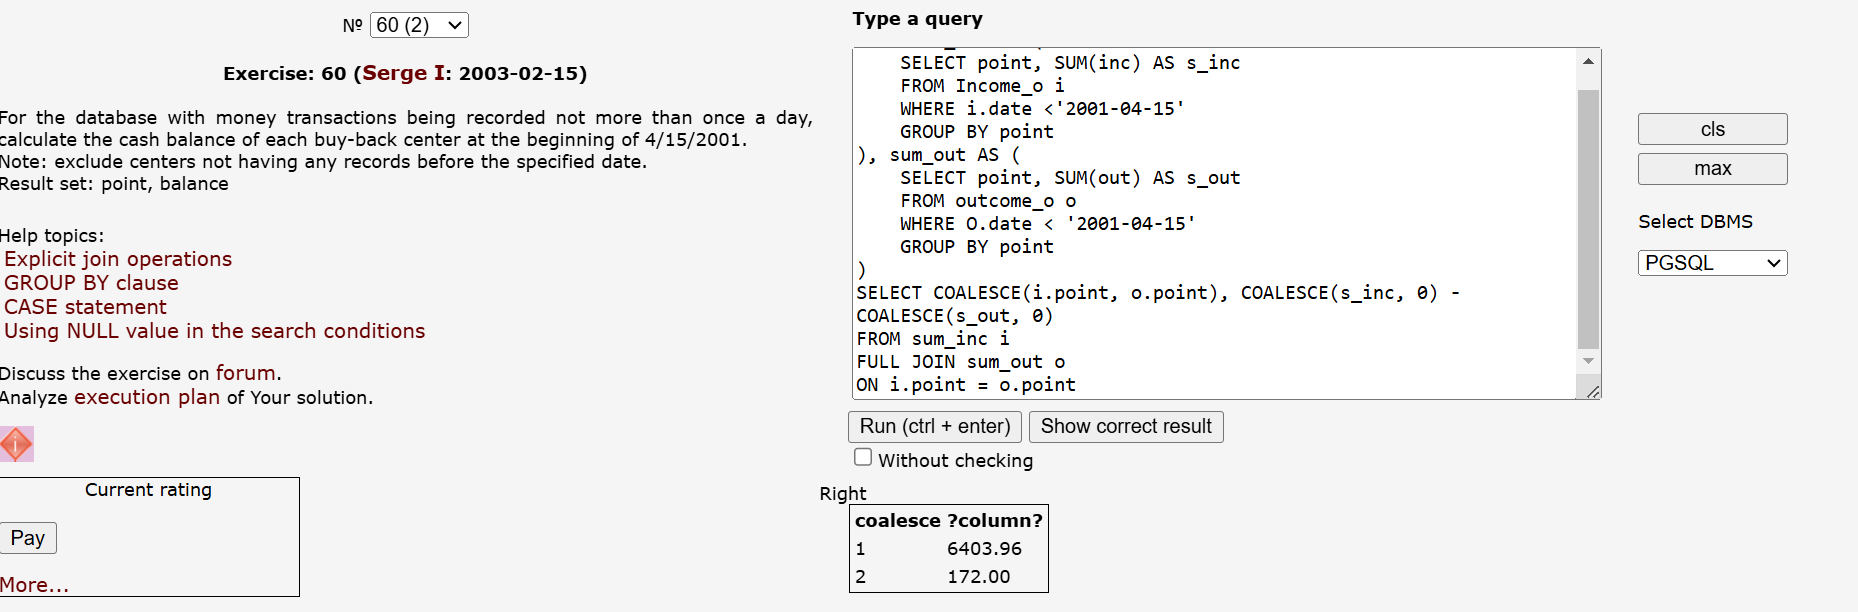 Nº 60 (2)
Exercise: 60 (Serge I: 2003-02-15)
For the database with money transactions being recorded not more than once a day,
calculate the cash balance of each buy-back center at the beginning of 4/15/2001.
Note: exclude centers not having any records before the specified date.
Result set: point, balance
Help topics:
Explicit join operations
GROUP BY clause
CASE statement
Using NULL value in the search conditions
Discuss the exercise on forum.
Analyze execution plan of Your solution.
Current rating
Pay
More...
Type a query
SELECT point, SUM(inc) AS s_inc
FROM Income_o i
WHERE i.date <'2001-04-15'
GROUP BY point
), sum_out AS (
SELECT point, SUM(out) AS s_out
FROM outcome_o o
WHERE O.date < '2001-04-15'
GROUP BY point
)
SELECT COALESCE(i.point, o.point), COALESCE(s_inc, 0) -
COALESCE(s_out, 0)
FROM sum_inc i
FULL JOIN sum_out o
ON i.point = o.point
Run (ctrl + enter) Show correct result
Without checking
Right
coalesce ?column?
1 6403.96
2 172.00
cls
max
Select DBMS
PGSQL